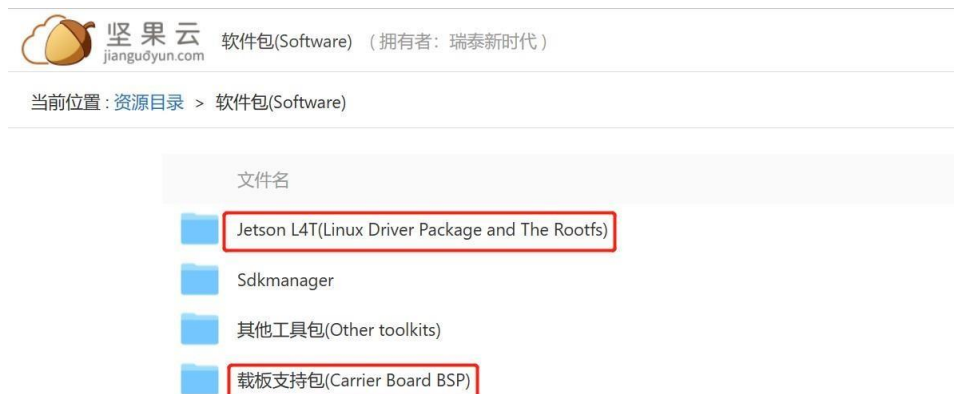 坚果云 软件包(Software) (拥有者：瑞泰新时代)
jianguoyun.com
当前位置：资源目录 > 软件包(Software)
文件名
Jetson L4T(Linux Driver Package and The Rootfs)
Sdkmanager
其他工具包(Other toolkits)
载板支持包(Carrier Board BSP)